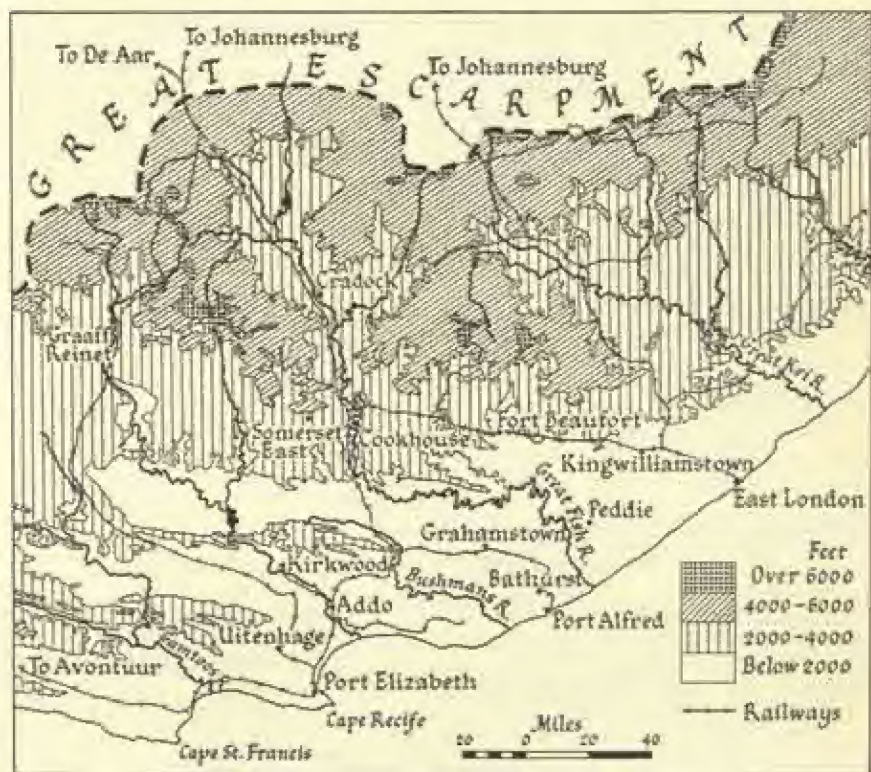 To De Aar
To Johannesburg
To Johannesburg
GREAT ESCARPMENT
Cradock
Graaff
Reinet
Great Kei R.
Somerset
East
Cookhouse
Fort Beaufort
Kingwilliamstown
East London
Great Fish R.
Peddie
Grahamstown
Kirkwood
Bushmans R.
Bathurst
Port Alfred
Addo
Uitenhage
Gamtoos
To Avontuur
Port Elizabeth
Cape Recife
Cape St. Francis
Feet
Over 6000
4000-6000
2000-4000
Below 2000
Railways
Miles
20 0 20 40